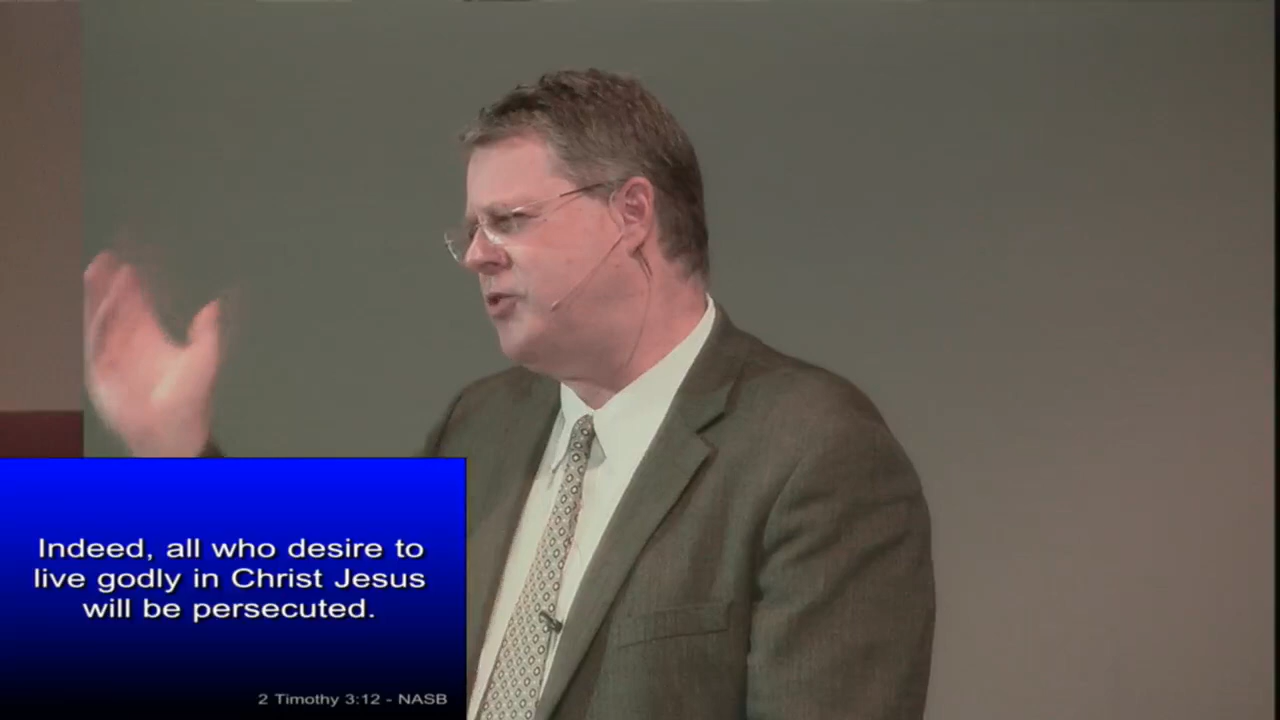 Indeed, all who desire to
live godly in Christ Jesus
will be persecuted.
2 Timothy 3:12 - NASB